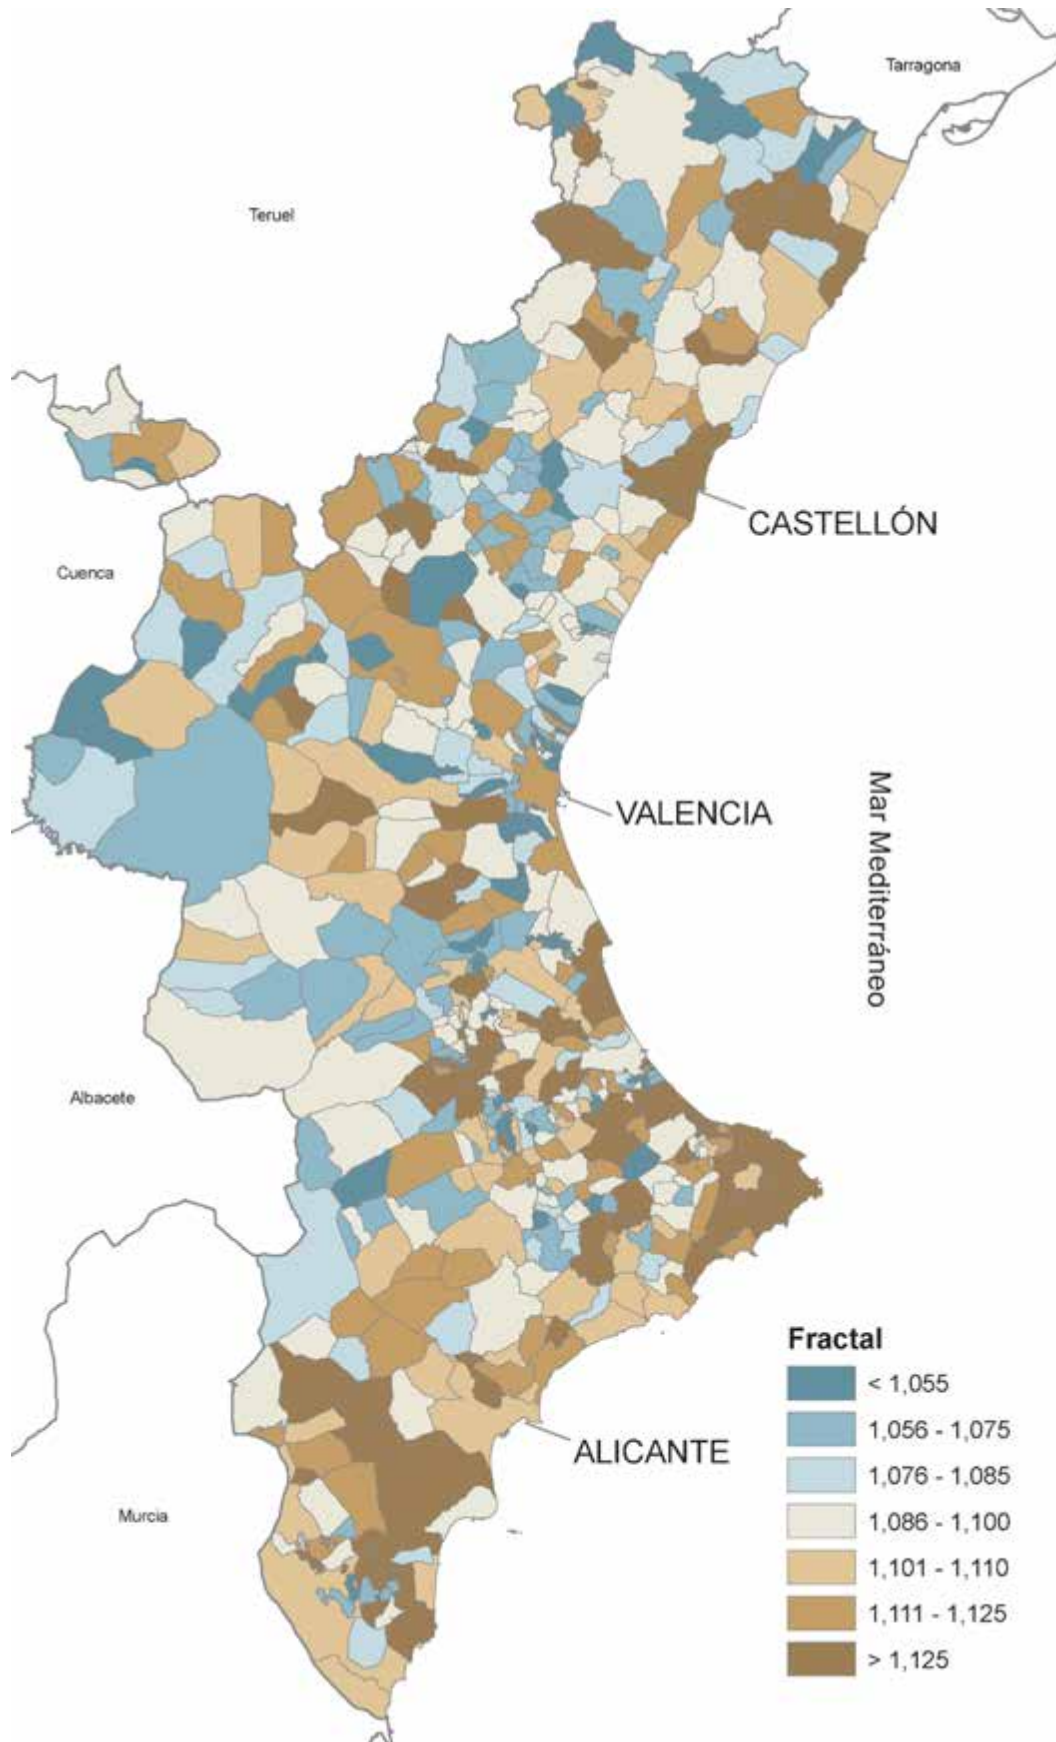 Tarragona
Teruel
CASTELLÓN
Cuenca
VALENCIA
Mar Mediterráneo
Albacete
ALICANTE
Murcia
Fractal
< 1,055
1,056 - 1,075
1,076 - 1,085
1,086 - 1,100
1,101 - 1,110
1,111 - 1,125
> 1,125